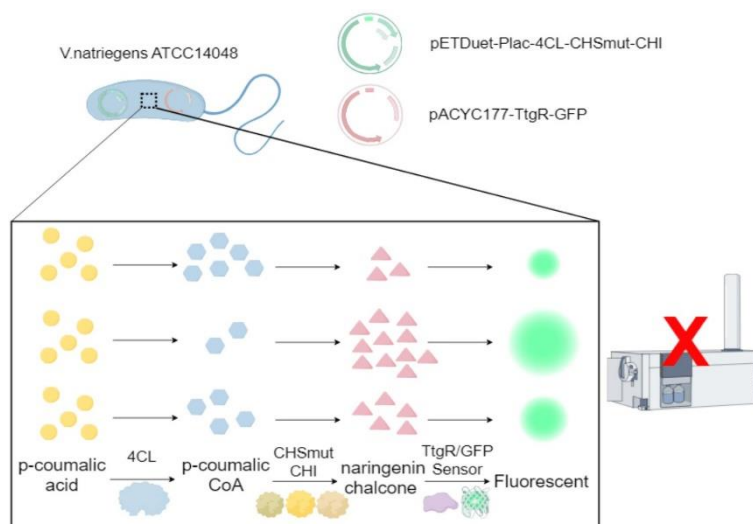 V.natriegens ATCC14048
pETDuet-Plac-4CL-CHSmut-CHI
pACYC177-TtgR-GFP
X
p-coumalic
acid
4CL
p-coumalic
CoA
CHSmut
CHI
naringenin
chalcone
TtgR/GFP
Sensor
Fluorescent